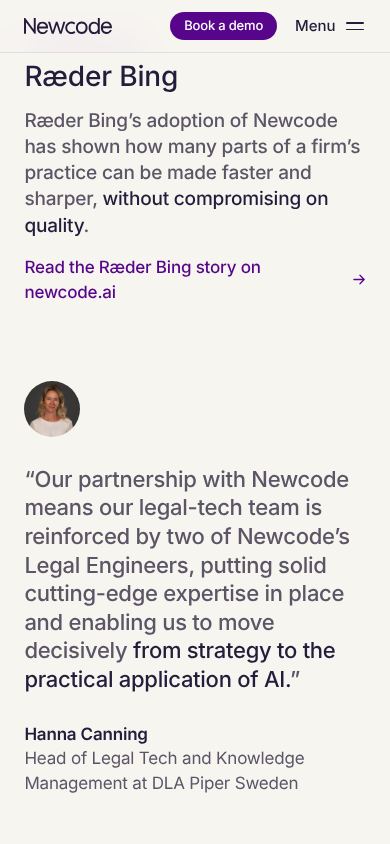 Newcode
Book a demo
Menu
Ræder Bing
Ræder Bing’s adoption of Newcode
has shown how many parts of a firm’s
practice can be made faster and
sharper, without compromising on
quality.
Read the Ræder Bing story on
newcode.ai
“Our partnership with Newcode
means our legal-tech team is
reinforced by two of Newcode’s
Legal Engineers, putting solid
cutting-edge expertise in place
and enabling us to move
decisively from strategy to the
practical application of AI.”
Hanna Canning
Head of Legal Tech and Knowledge
Management at DLA Piper Sweden